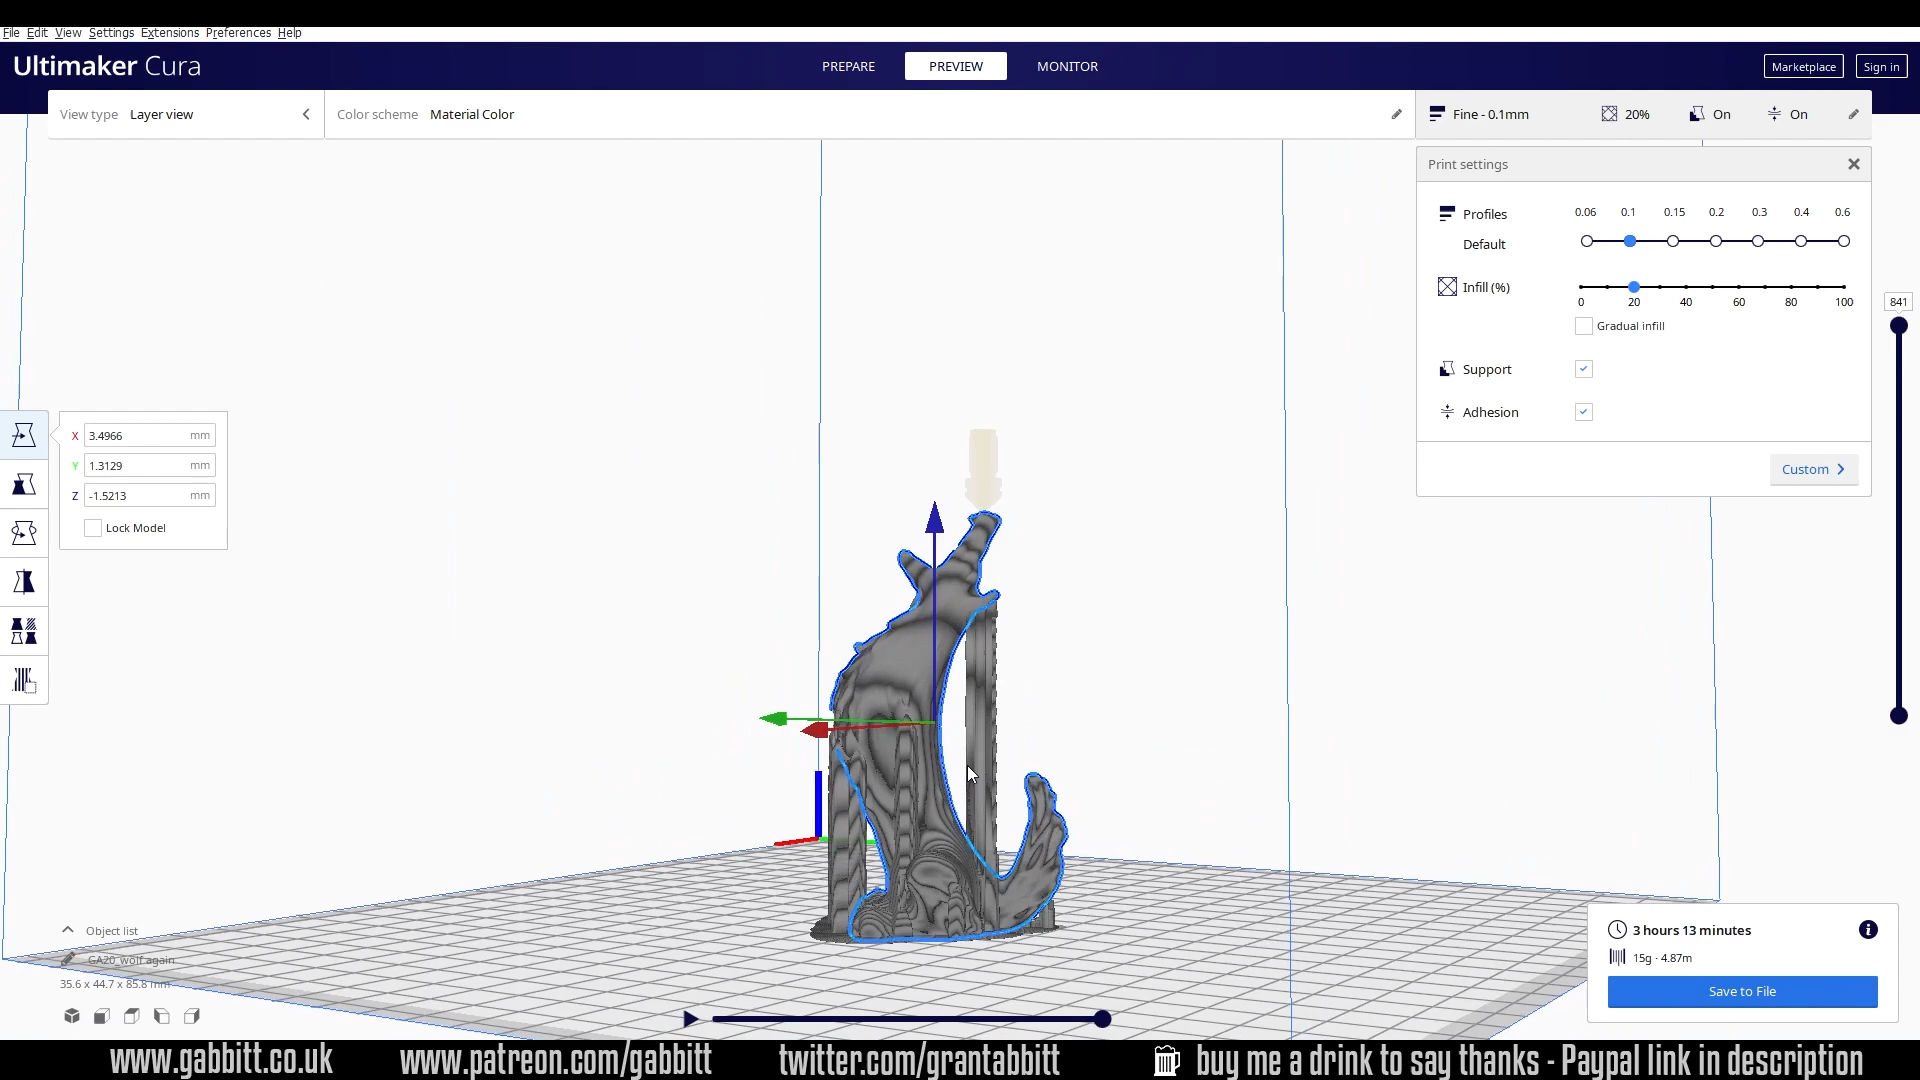 File Edit View Settings Extensions Preferences Help
Ultimaker Cura
PREPARE
PREVIEW
MONITOR
Marketplace
Sign in
View type Layer view
Color scheme Material Color
Fine - 0.1mm
20%
On
On
Print settings
Profiles
0.06 0.1 0.15 0.2 0.3 0.4 0.6
Default
Infill (%)
0 20 40 60 80 100
Gradual infill
Support
Adhesion
Custom
841
X 3.4966 mm
Y 1.3129 mm
Z -1.5213 mm
Lock Model
Object list
GA20_wolf again
35.6 x 44.7 x 85.8 mm
3 hours 13 minutes
15g · 4.87m
Save to File
www.gabbitt.co.uk
www.patreon.com/gabbitt
twitter.com/grantabbitt
buy me a drink to say thanks - Paypal link in description